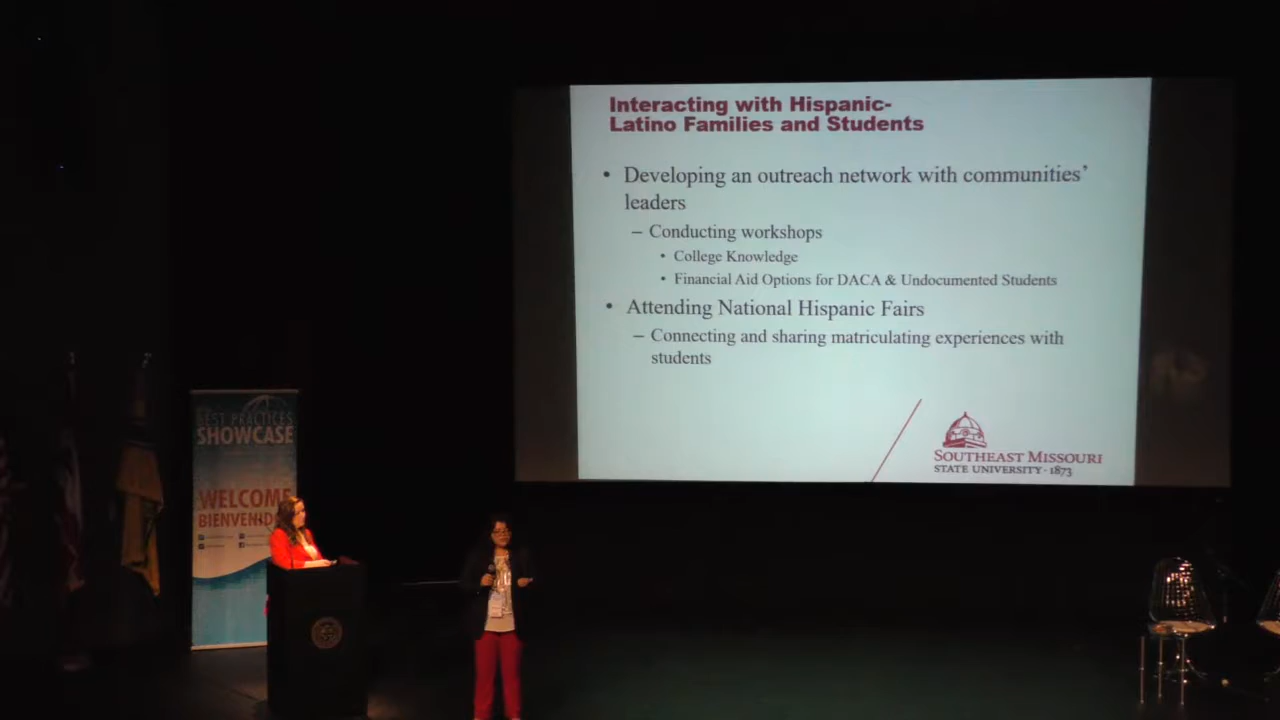 Interacting with Hispanic-
Latino Families and Students
• Developing an outreach network with communities’
leaders
– Conducting workshops
• College Knowledge
• Financial Aid Options for DACA & Undocumented Students
• Attending National Hispanic Fairs
– Connecting and sharing matriculating experiences with
students
SOUTHEAST MISSOURI
STATE UNIVERSITY · 1873
BEST PRACTICES
SHOWCASE
WELCOME
BIENVENID